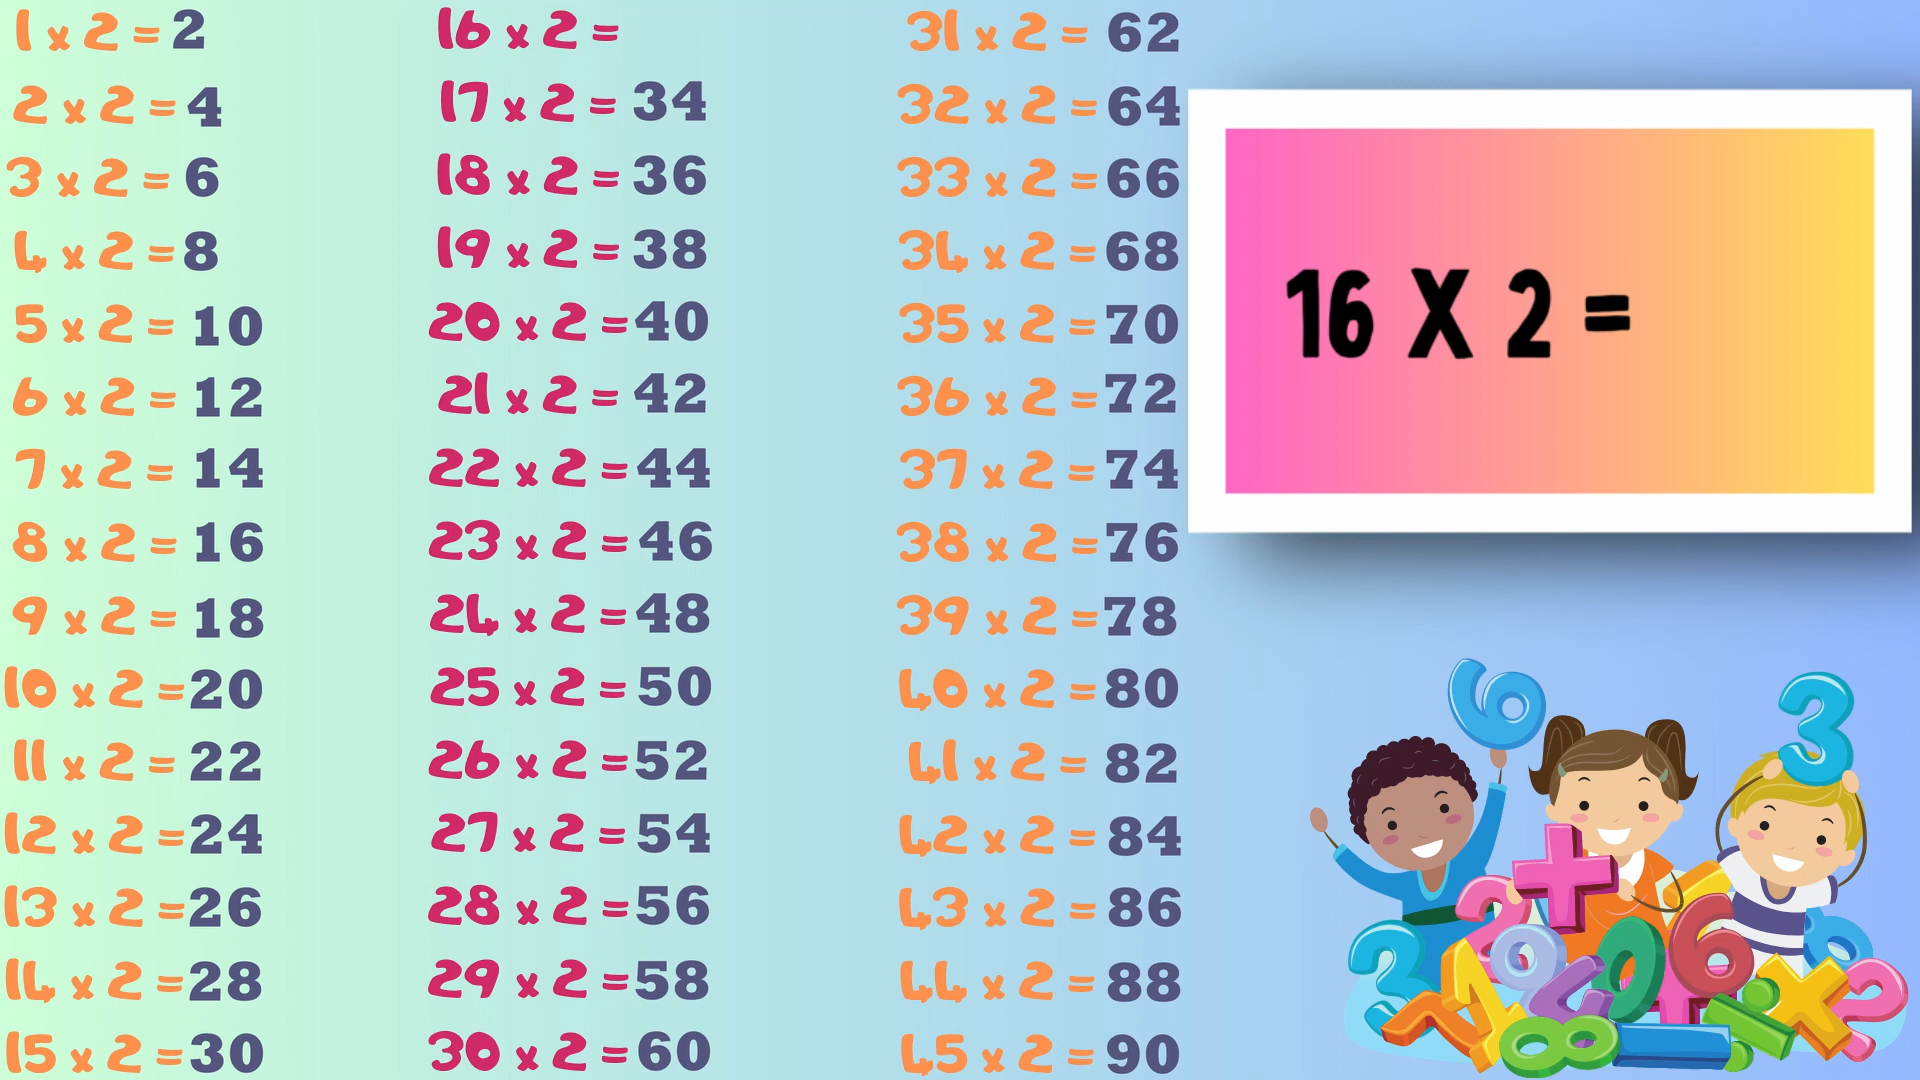 1 x 2 = 2
2 x 2 = 4
3 x 2 = 6
4 x 2 = 8
5 x 2 = 10
6 x 2 = 12
7 x 2 = 14
8 x 2 = 16
9 x 2 = 18
10 x 2 = 20
11 x 2 = 22
12 x 2 = 24
13 x 2 = 26
14 x 2 = 28
15 x 2 = 30
16 x 2 =
17 x 2 = 34
18 x 2 = 36
19 x 2 = 38
20 x 2 = 40
21 x 2 = 42
22 x 2 = 44
23 x 2 = 46
24 x 2 = 48
25 x 2 = 50
26 x 2 = 52
27 x 2 = 54
28 x 2 = 56
29 x 2 = 58
30 x 2 = 60
31 x 2 = 62
32 x 2 = 64
33 x 2 = 66
34 x 2 = 68
35 x 2 = 70
36 x 2 = 72
37 x 2 = 74
38 x 2 = 76
39 x 2 = 78
40 x 2 = 80
41 x 2 = 82
42 x 2 = 84
43 x 2 = 86
44 x 2 = 88
45 x 2 = 90
16 X 2 =